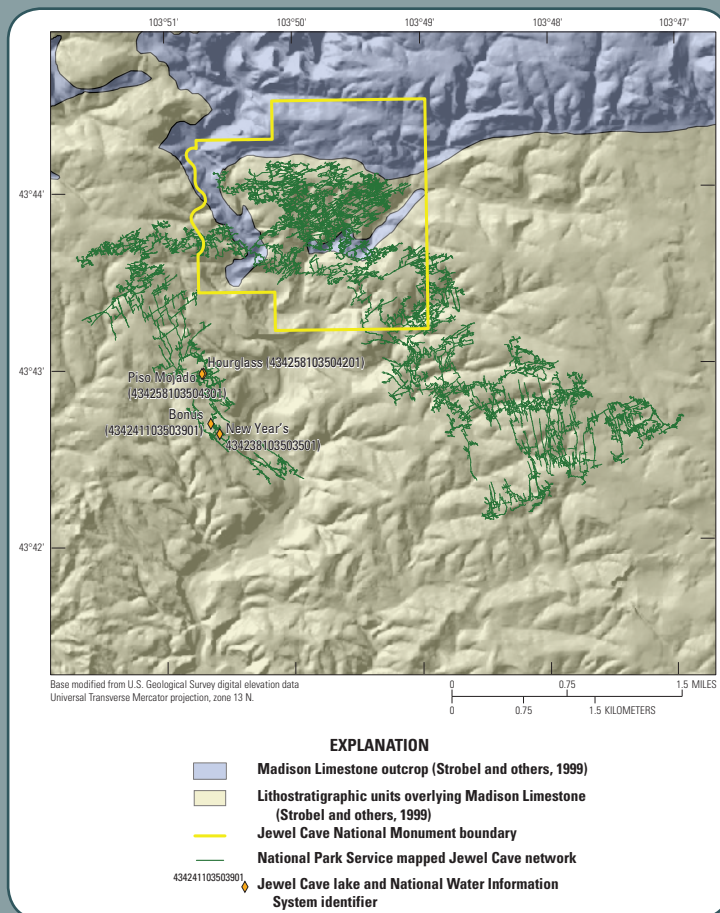 103°51' 103°50' 103°49' 103°48' 103°47'
43°44'
43°43'
Hourglass (434258103504201)
Piso Mojado
(434258103504301)
Bonus
(434241103503901)
New Year's
434238103503501)
43°42'
Base modified from U.S. Geological Survey digital elevation data
Universal Transverse Mercator projection, zone 13 N.
0 0.75 1.5 MILES
0 0.75 1.5 KILOMETERS
EXPLANATION
Madison Limestone outcrop (Strobel and others, 1999)
Lithostratigraphic units overlying Madison Limestone
(Strobel and others, 1999)
Jewel Cave National Monument boundary
National Park Service mapped Jewel Cave network
434241103503901
Jewel Cave lake and National Water Information
System identifier